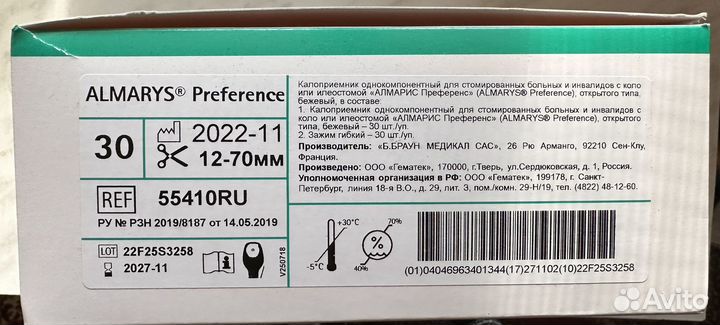 ALMARYS® Preference
30
2022-11
12-70мм
REF 55410RU
РУ № РЗН 2019/8187 от 14.05.2019
LOT 22F25S3258
2027-11
V250718
Калоприемник однокомпонентный для стомированных больных и инвалидов с коло
или илеостомой «АЛМАРИС Преференс» (ALMARYS® Preference), открытого типа,
бежевый, в составе:
1. Калоприемник однокомпонентный для стомированных больных и инвалидов с
коло или илеостомой «АЛМАРИС Преференс» (ALMARYS® Preference), открытого
типа, бежевый – 30 шт./уп.
2. Зажим гибкий – 30 шт./уп.
Производитель: «Б.БРАУН МЕДИКАЛ САС», 26 Рю Арманго, 92210 Сен-Клу,
Франция.
Произведено: ООО «Гематек», 170000, г.Тверь, ул.Сердюковская, д. 1, Россия.
Уполномоченная организация в РФ: ООО «Гематек», 199178, г. Санкт-
Петербург, линия 18-я В.О., д. 29, лит. З, пом./ком. 29-Н/19, тел. (4822) 48-12-60.
+30°C
-5°C
70%
%
40%
(01)04046963401344(17)271102(10)22F25S3258
Avito